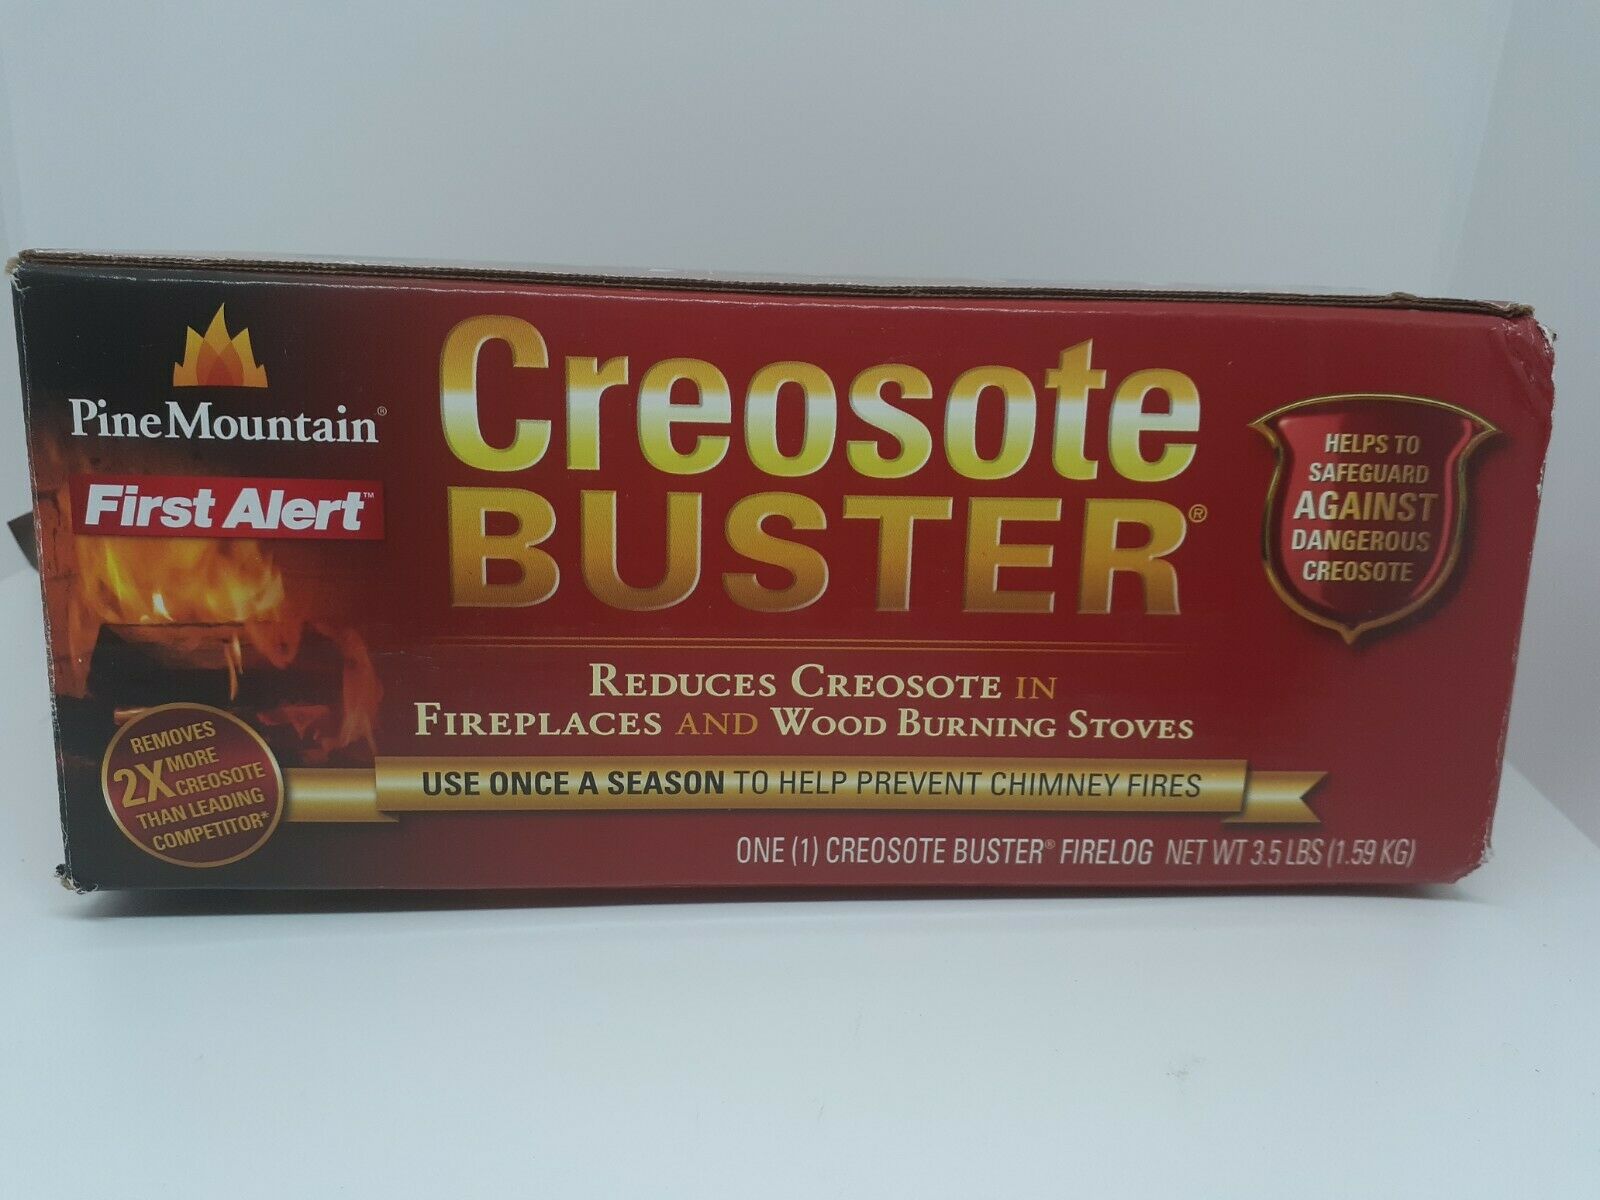 PineMountain®
First Alert™
Creosote
BUSTER®
REDUCES CREOSOTE IN
FIREPLACES AND WOOD BURNING STOVES
USE ONCE A SEASON TO HELP PREVENT CHIMNEY FIRES
ONE (1) CREOSOTE BUSTER® FIRELOG NET WT 3.5 LBS (1.59 KG)
REMOVES
2X MORE
CREOSOTE
THAN LEADING
COMPETITOR*
HELPS TO
SAFEGUARD
AGAINST
DANGEROUS
CREOSOTE